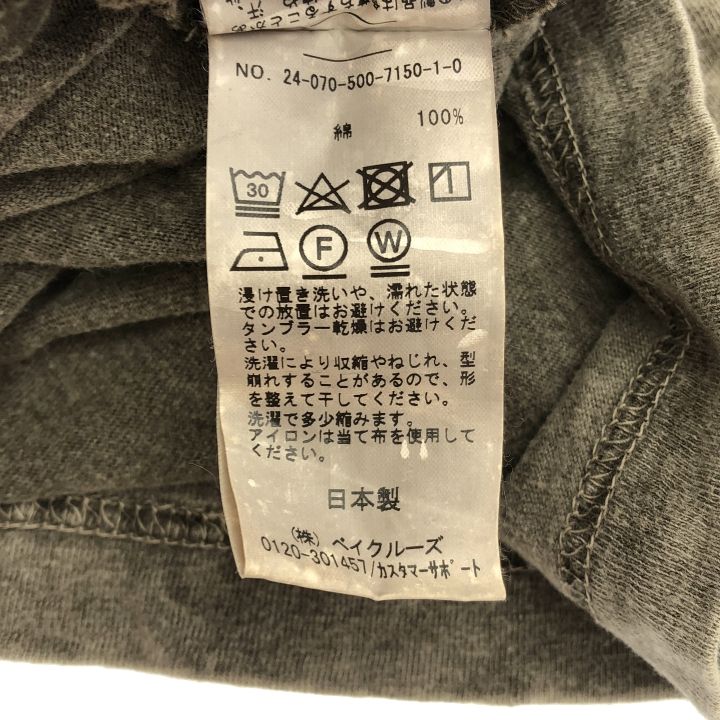 NO. 24-070-500-7150-1-0
綿 100%
30
1
F
W
浸け置き洗いや、濡れた状態
での放置はお避けください。
タンブラー乾燥はお避けくだ
さい。
洗濯により収縮やねじれ、型
崩れすることがあるので、形
を整えて干してください。
洗濯で多少縮みます。
アイロンは当て布を使用して
ください。
日本製
(株) ベイクルーズ
0120-301457/カスタマーサポート